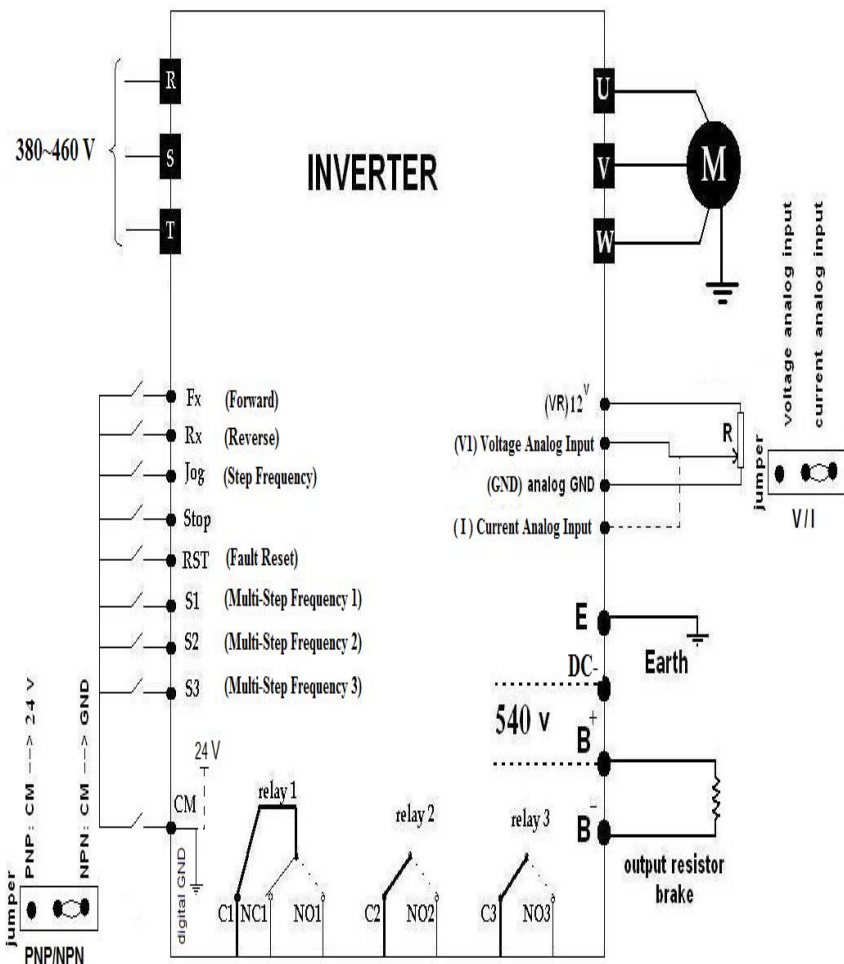 INVERTER
380~460 V
R
S
T
U
V
W
M
Fx (Forward)
Rx (Reverse)
Jog (Step Frequency)
Stop
RST (Fault Reset)
S1 (Multi-Step Frequency 1)
S2 (Multi-Step Frequency 2)
S3 (Multi-Step Frequency 3)
24 V
CM
digital GND
PNP : CM ---> 24 V
NPN : CM ---> GND
jumper
PNP/NPN
relay 1
C1 NC1 NO1
relay 2
C2 NO2
relay 3
C3 NO3
(VR)12 V
(V1) Voltage Analog Input
(GND) analog GND
( I ) Current Analog Input
R
voltage analog input
current analog input
jumper
V/I
E
Earth
DC-
540 V
B+
B-
output resistor
brake